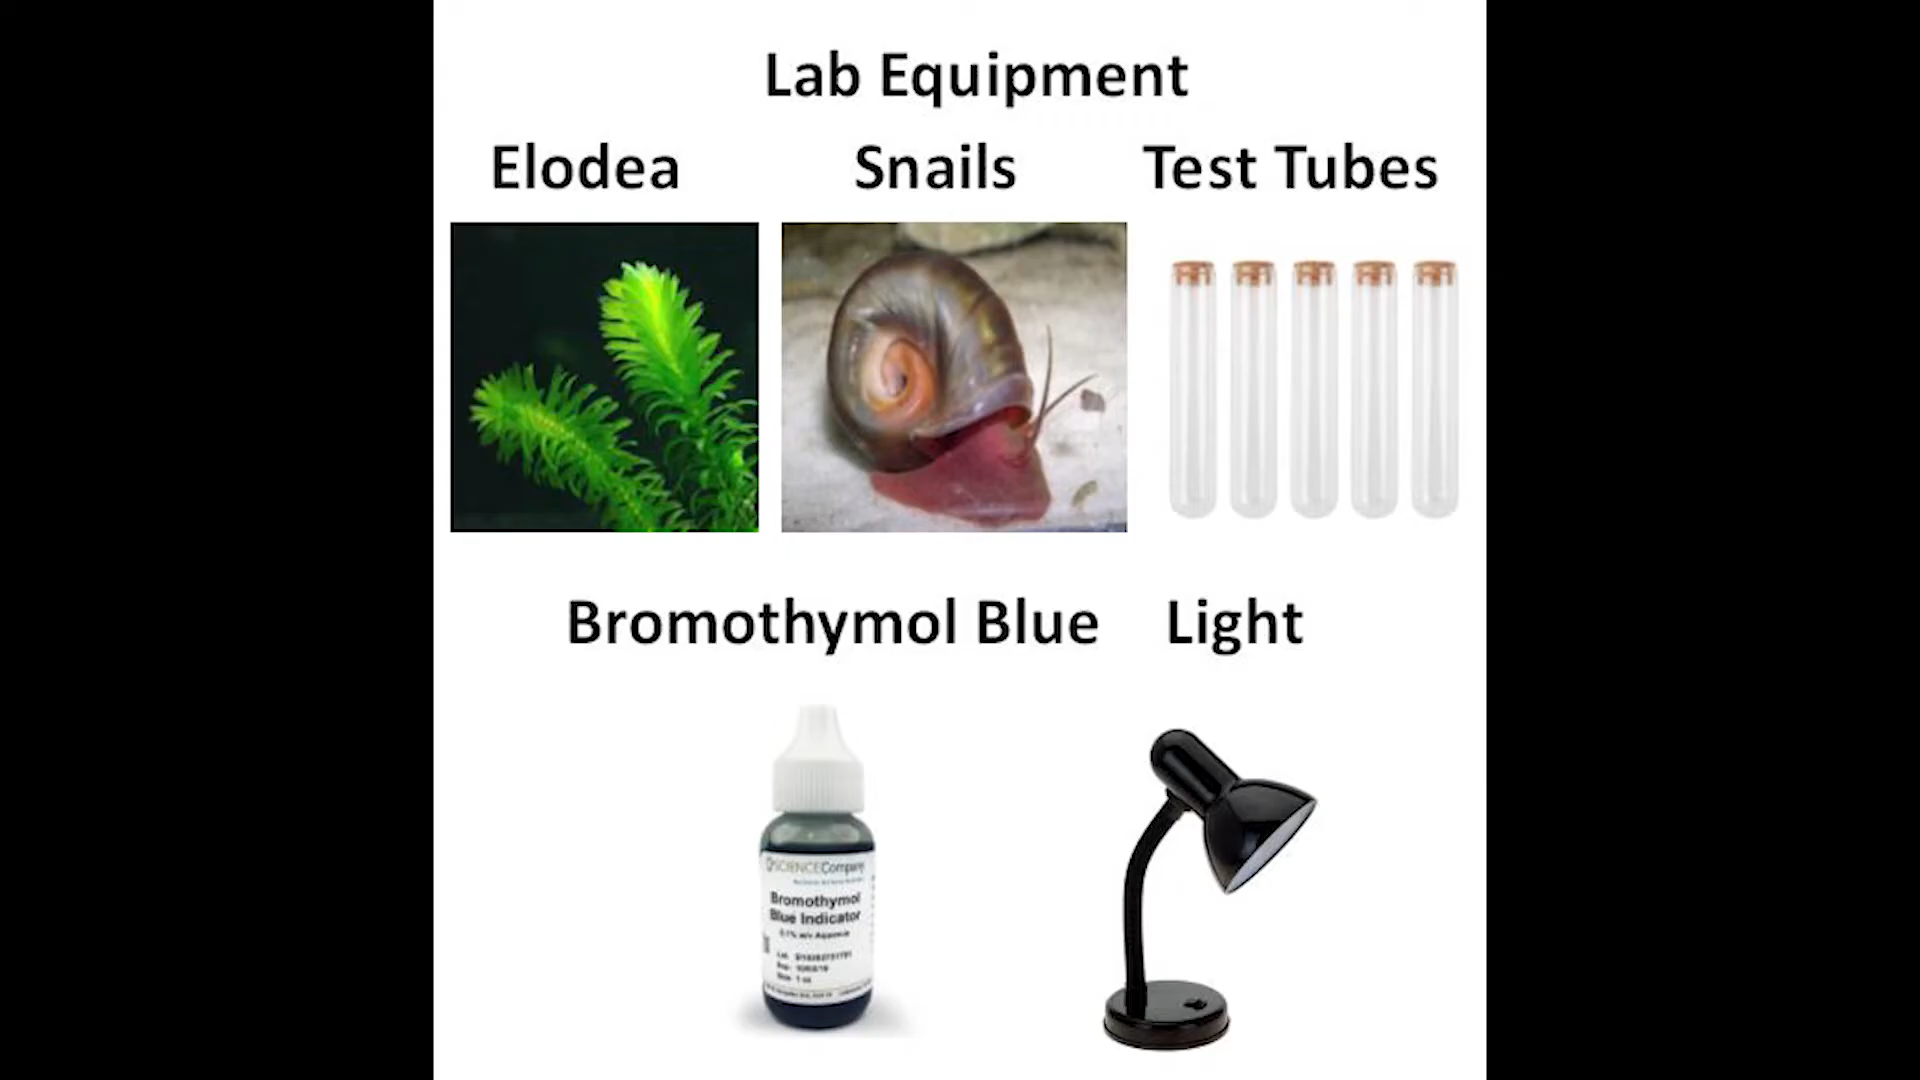 Lab Equipment
Elodea Snails Test Tubes
Bromothymol Blue Light
SCIENCECompany
Bromothymol
Blue Indicator